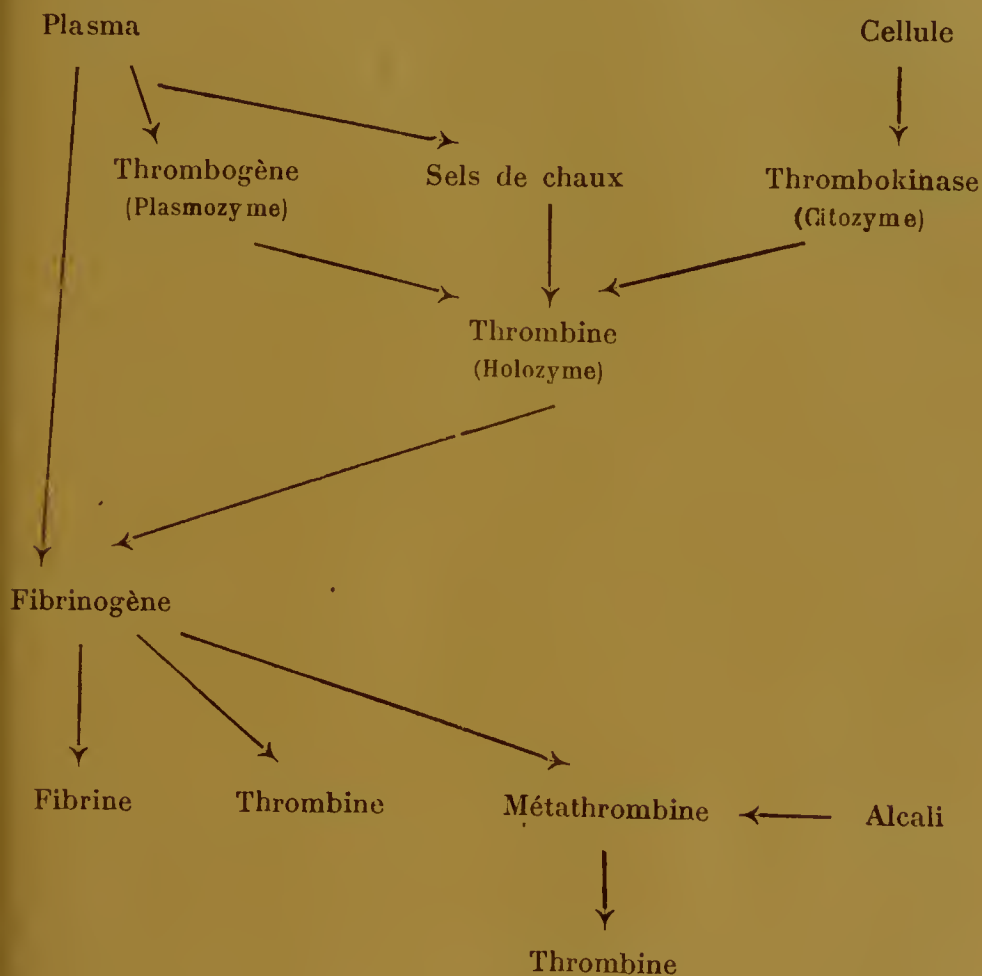 Plasma
Cellule
Thrombogène
(Plasmozyme)
Sels de chaux
Thrombokinase
(Citozyme)
Thrombine
(Holozyme)
Fibrinogène
Fibrine
Thrombine
Métathrombine
Alcali
Thrombine